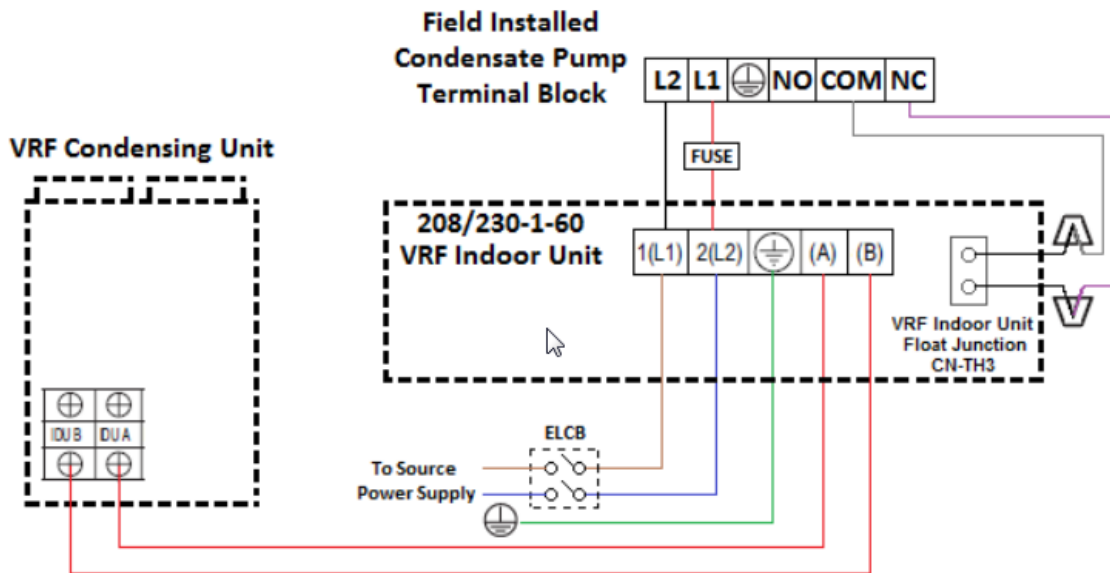 Field Installed
Condensate Pump
Terminal Block
L2 L1 NO COM NC
FUSE
VRF Condensing Unit
208/230-1-60
VRF Indoor Unit
1(L1) 2(L2) (A) (B)
VRF Indoor Unit
Float Junction
CN-TH3
IDU B IDU A
ELCB
To Source
Power Supply